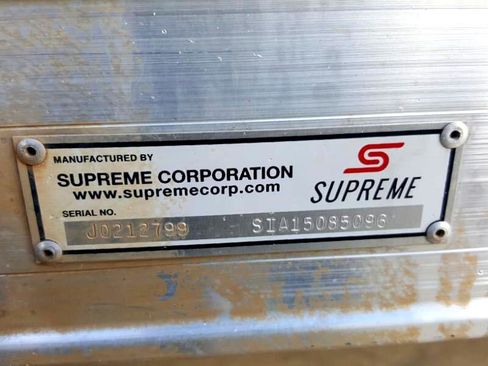 MANUFACTURED BY
SUPREME CORPORATION
www.supremecorp.com
SUPREME
SERIAL NO.
J0212799 SIA15085096